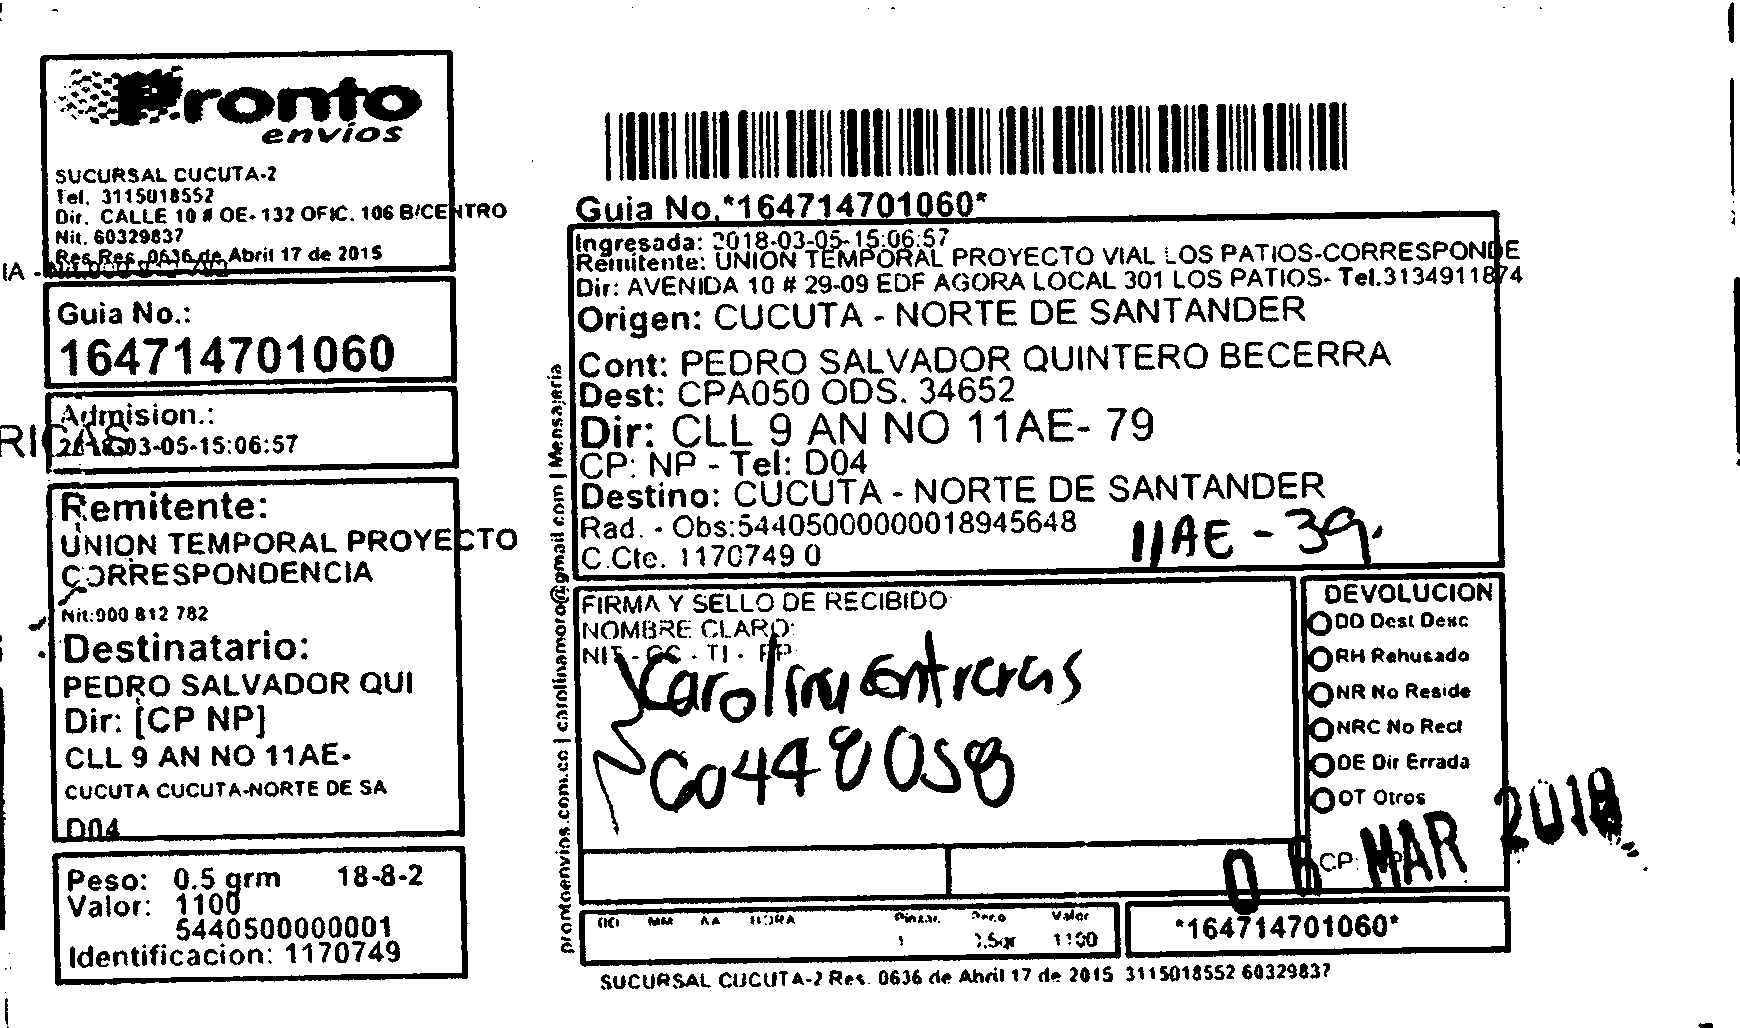 Pronto
envios
SUCURSAL CUCUTA-2
Tel. 3115018552
Dir. CALLE 10 # OE- 132 OFIC. 106 B/CENTRO
Nit. 60329837
Res.Res. 0636 de Abril 17 de 2015
IA -
Guia No.:
164714701060
Admision.:
2018-03-05-15:06:57
RICAS
Remitente:
UNION TEMPORAL PROYECTO
CORRESPONDENCIA
Nit:900 812 782
Destinatario:
PEDRO SALVADOR QUI
Dir: [CP NP]
CLL 9 AN NO 11AE-
CUCUTA CUCUTA-NORTE DE SA
D04
Peso: 0.5 grm 18-8-2
Valor: 1100
5440500000001
Identificacion: 1170749
prontoenvios.com.co | carolinamoro@gmail.com | Mensajeria
Guia No.*164714701060*
Ingresada: 2018-03-05-15:06:57
Remitente: UNION TEMPORAL PROYECTO VIAL LOS PATIOS-CORRESPONDE
Dir: AVENIDA 10 # 29-09 EDF AGORA LOCAL 301 LOS PATIOS- Tel.3134911874
Origen: CUCUTA - NORTE DE SANTANDER
Cont: PEDRO SALVADOR QUINTERO BECERRA
Dest: CPA050 ODS. 34652
Dir: CLL 9 AN NO 11AE- 79
CP: NP - Tel: D04
Destino: CUCUTA - NORTE DE SANTANDER
Rad. - Obs:54405000000018945648
C.Cte. 1170749 0
11AE - 39.
FIRMA Y SELLO DE RECIBIDO
NOMBRE CLARO:
NIT - CC - TI - PP
Carolina Contreras
60448058
DEVOLUCION
DD Dest Desc
RH Rehusado
NR No Reside
NRC No Recl
DE Dir Errada
OT Otros
CP:
MAR 2018
DD MM AA HORA Peso Valor
1 0.5gr 1100
*164714701060*
SUCURSAL CUCUTA-2 Res. 0636 de Abril 17 de 2015 3115018552 60329837